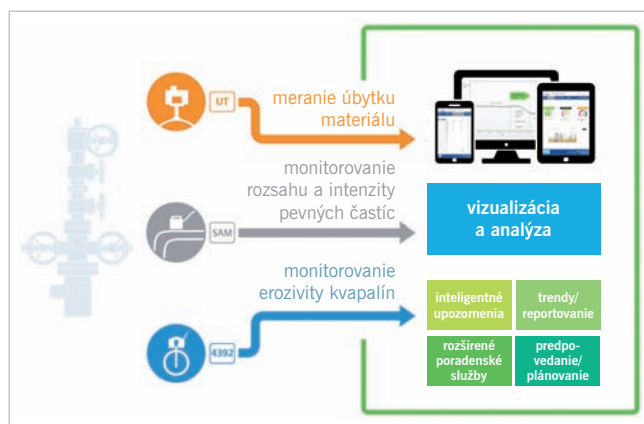 UT
meranie úbytku
materiálu
monitorovanie
rozsahu a intenzity
pevných častíc
SAM
vizualizácia
a analýza
monitorovanie
erozivity kvapalín
4392
inteligentné
upozornenia
trendy/
reportovanie
rozšírené
poradenské
služby
predpo-
vedanie/
plánovanie